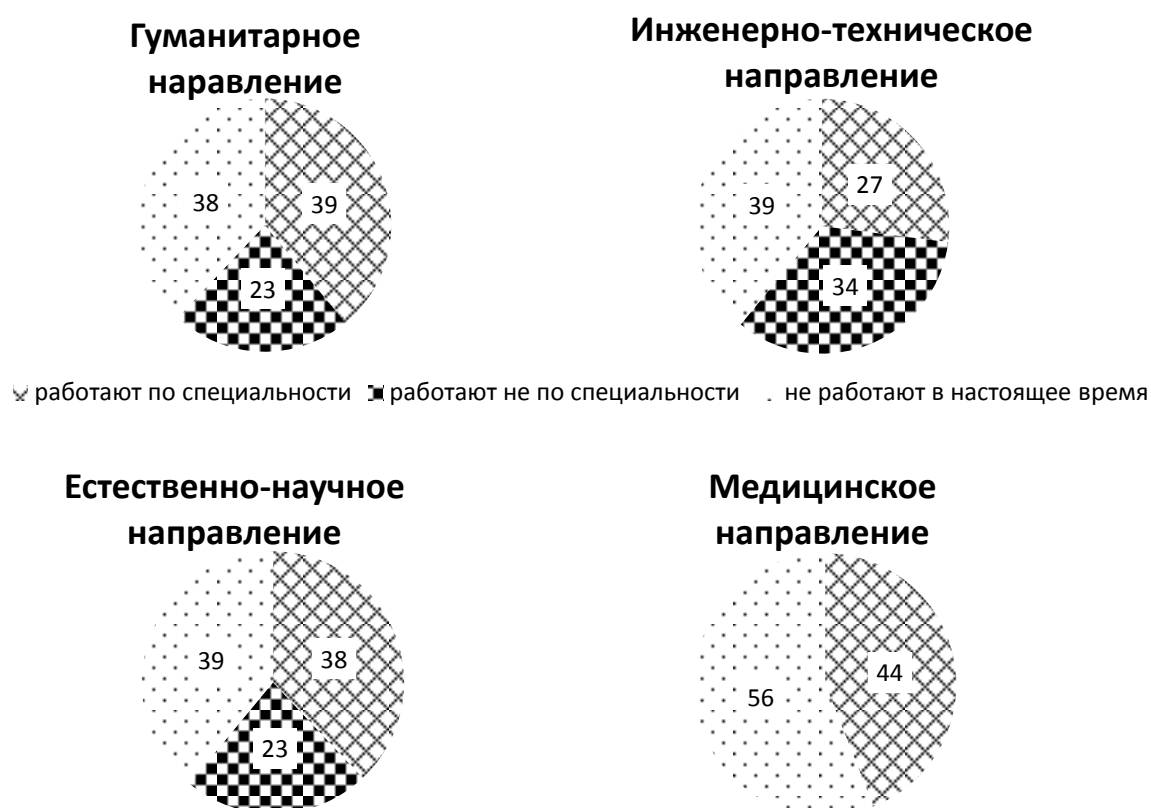 Гуманитарное
наравление
38
39
23
Инженерно-техническое
направление
39
27
34
работают по специальности работают не по специальности не работают в настоящее время
Естественно-научное
направление
39
38
23
Медицинское
направление
56
44